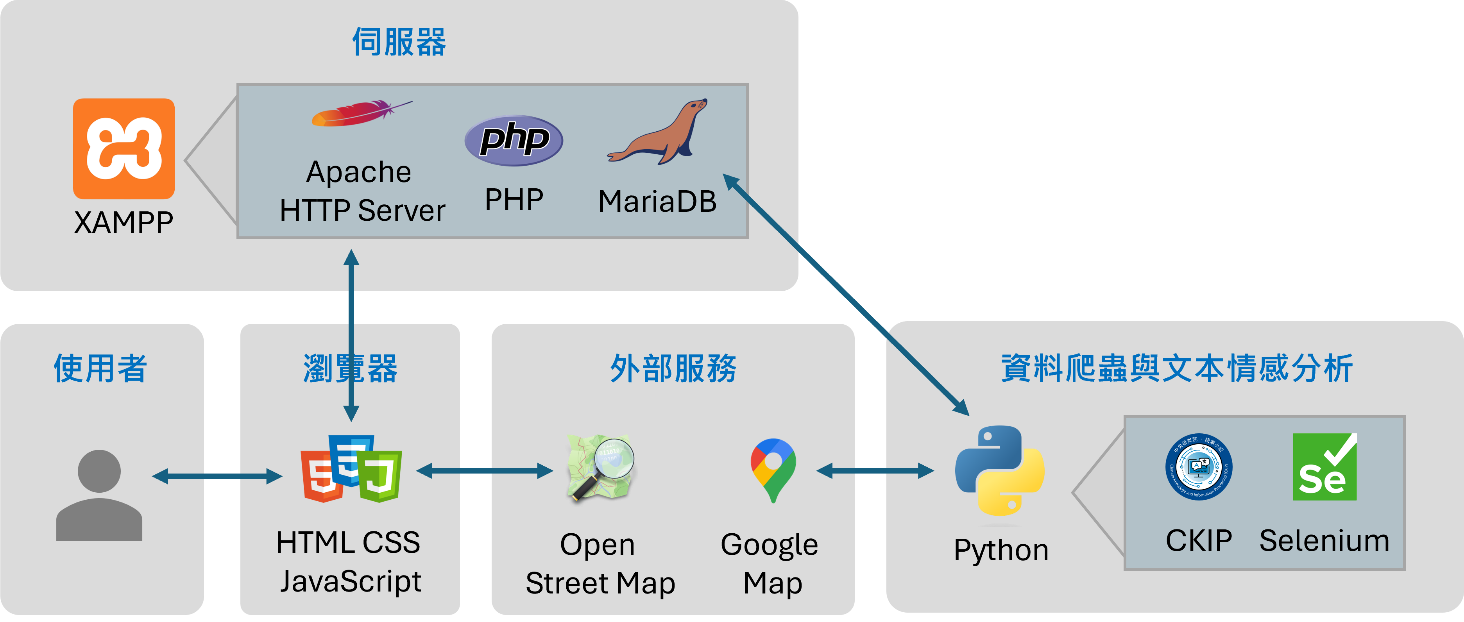 伺服器
XAMPP
Apache
HTTP Server
php
PHP
MariaDB
使用者
瀏覽器
HTML CSS
JavaScript
外部服務
Open
Street Map
Google
Map
資料爬蟲與文本情感分析
Python
CKIP
Se
Selenium